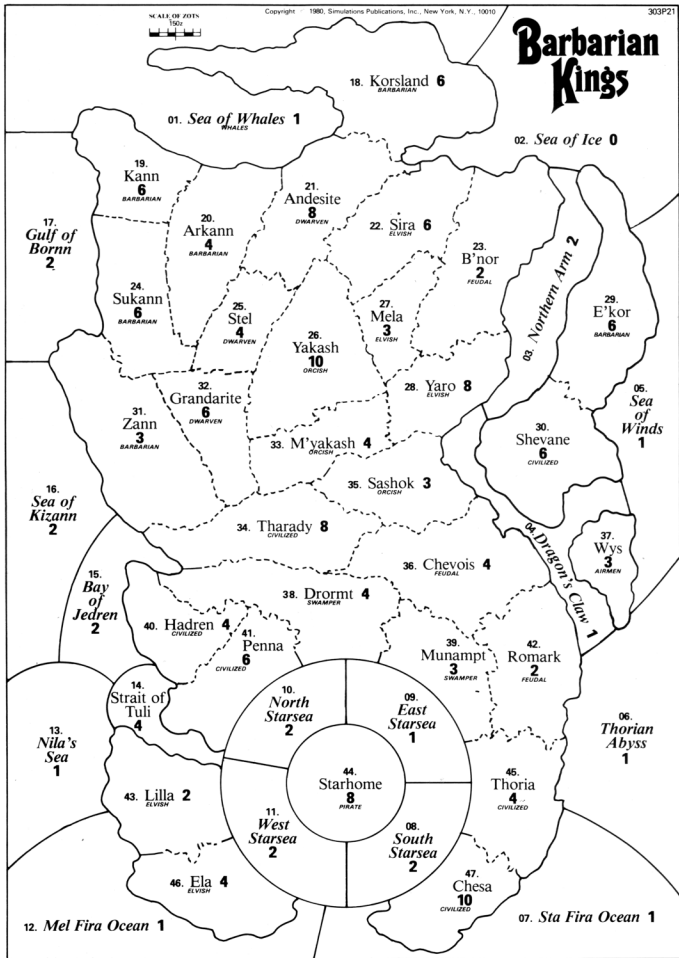 SCALE OF ZOTS
150z
Copyright 1980, Simulations Publications, Inc., New York, N.Y., 10010
303P21
Barbarian
Kings
18. Korsland 6
BARBARIAN
01. Sea of Whales 1
WHALES
02. Sea of Ice 0
19.
Kann
6
BARBARIAN
20.
Arkann
4
BARBARIAN
21.
Andesite
8
DWARVEN
22. Sira 6
ELVISH
23.
B'nor
2
FEUDAL
17.
Gulf of
Bornn
2
03. Northern Arm 2
24.
Sukann
6
BARBARIAN
25.
Stel
4
DWARVEN
26.
Yakash
10
ORCISH
27.
Mela
3
ELVISH
29.
E'kor
6
BARBARIAN
28. Yaro 8
ELVISH
05.
Sea
of
Winds
1
31.
Zann
3
BARBARIAN
32.
Grandarite
6
DWARVEN
30.
Shevane
6
CIVILIZED
33. M'yakash 4
ORCISH
35. Sashok 3
ORCISH
16.
Sea of
Kizann
2
34. Tharady 8
CIVILIZED
04. Dragon's Claw 1
37.
Wys
3
AIRMEN
36. Chevois 4
FEUDAL
15.
Bay
of
Jedren
2
38. Drormt 4
SWAMPER
40. Hadren 4
CIVILIZED
41.
Penna
6
CIVILIZED
39.
Munampt
3
SWAMPER
42.
Romark
2
FEUDAL
14.
Strait of
Tuli
4
10.
North
Starsea
2
09.
East
Starsea
1
13.
Nila's
Sea
1
06.
Thorian
Abyss
1
44.
Starhome
8
PIRATE
45.
Thoria
4
CIVILIZED
43. Lilla 2
ELVISH
11.
West
Starsea
2
08.
South
Starsea
2
46. Ela 4
ELVISH
47.
Chesa
10
CIVILIZED
12. Mel Fira Ocean 1
07. Sta Fira Ocean 1